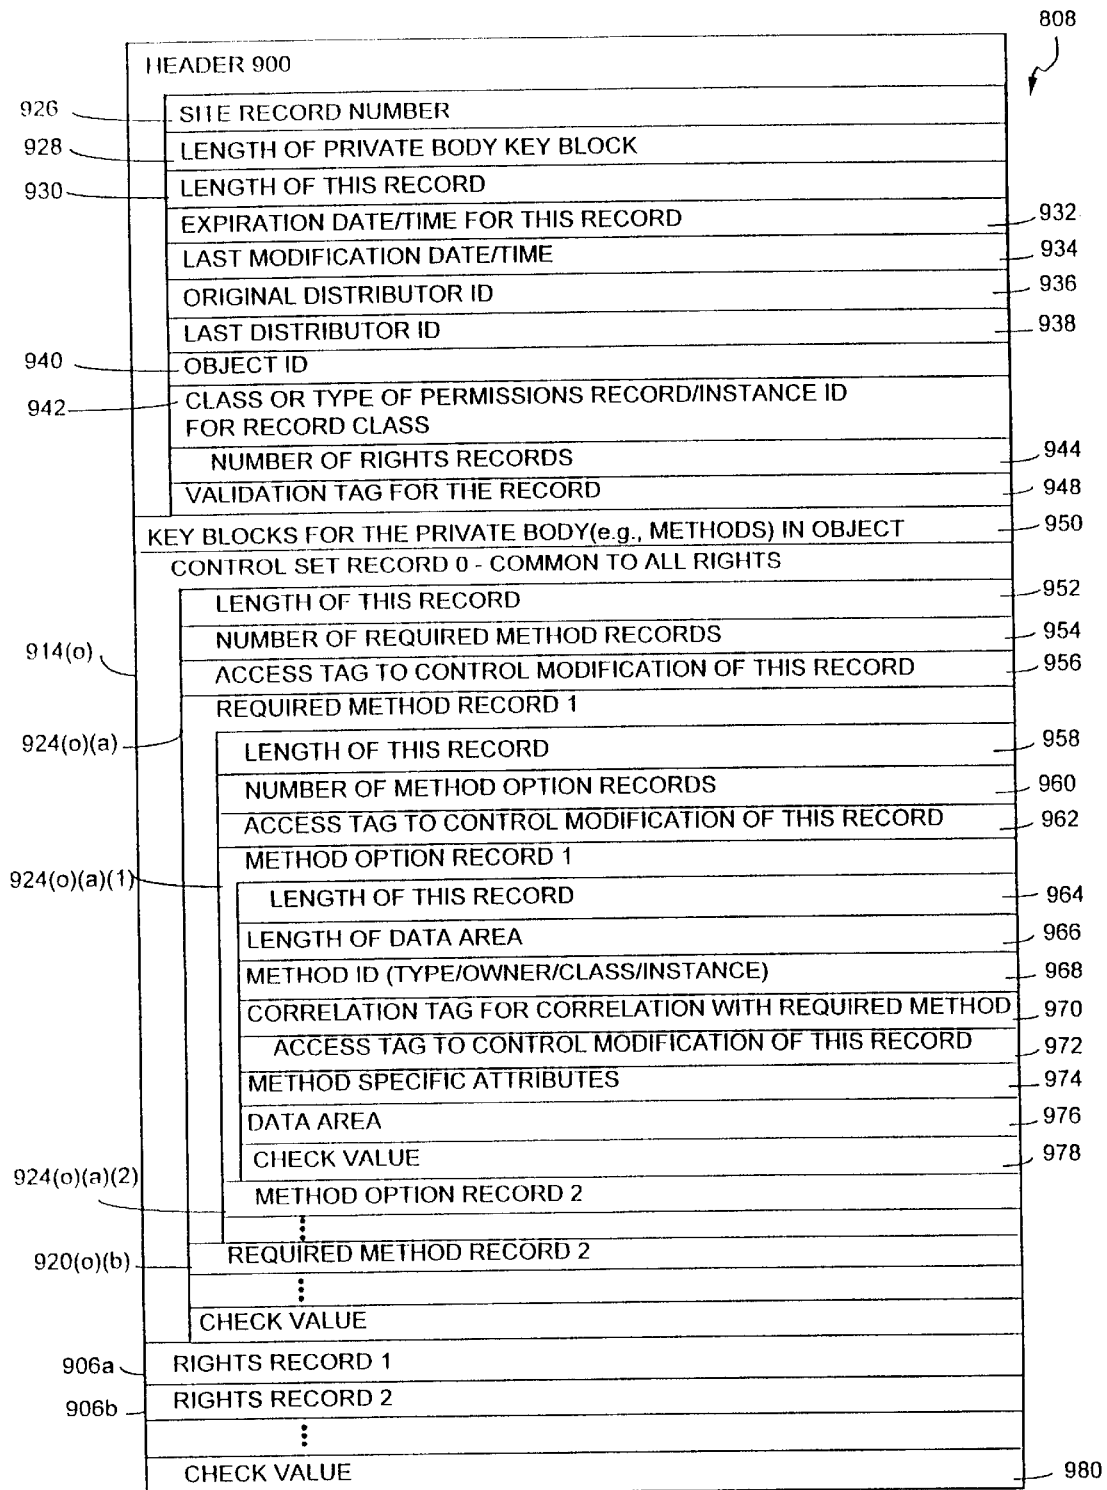 808
HEADER 900
926 SITE RECORD NUMBER
928 LENGTH OF PRIVATE BODY KEY BLOCK
930 LENGTH OF THIS RECORD
EXPIRATION DATE/TIME FOR THIS RECORD 932
LAST MODIFICATION DATE/TIME 934
ORIGINAL DISTRIBUTOR ID 936
LAST DISTRIBUTOR ID 938
940 OBJECT ID
942 CLASS OR TYPE OF PERMISSIONS RECORD/INSTANCE ID
FOR RECORD CLASS
NUMBER OF RIGHTS RECORDS 944
VALIDATION TAG FOR THE RECORD 948
KEY BLOCKS FOR THE PRIVATE BODY(e.g., METHODS) IN OBJECT 950
CONTROL SET RECORD 0 - COMMON TO ALL RIGHTS
LENGTH OF THIS RECORD 952
NUMBER OF REQUIRED METHOD RECORDS 954
914(o) ACCESS TAG TO CONTROL MODIFICATION OF THIS RECORD 956
REQUIRED METHOD RECORD 1
924(o)(a) LENGTH OF THIS RECORD 958
NUMBER OF METHOD OPTION RECORDS 960
ACCESS TAG TO CONTROL MODIFICATION OF THIS RECORD 962
METHOD OPTION RECORD 1
924(o)(a)(1) LENGTH OF THIS RECORD 964
LENGTH OF DATA AREA 966
METHOD ID (TYPE/OWNER/CLASS/INSTANCE) 968
CORRELATION TAG FOR CORRELATION WITH REQUIRED METHOD 970
ACCESS TAG TO CONTROL MODIFICATION OF THIS RECORD 972
METHOD SPECIFIC ATTRIBUTES 974
DATA AREA 976
CHECK VALUE 978
924(o)(a)(2) METHOD OPTION RECORD 2
920(o)(b) REQUIRED METHOD RECORD 2
CHECK VALUE
906a RIGHTS RECORD 1
906b RIGHTS RECORD 2
CHECK VALUE 980